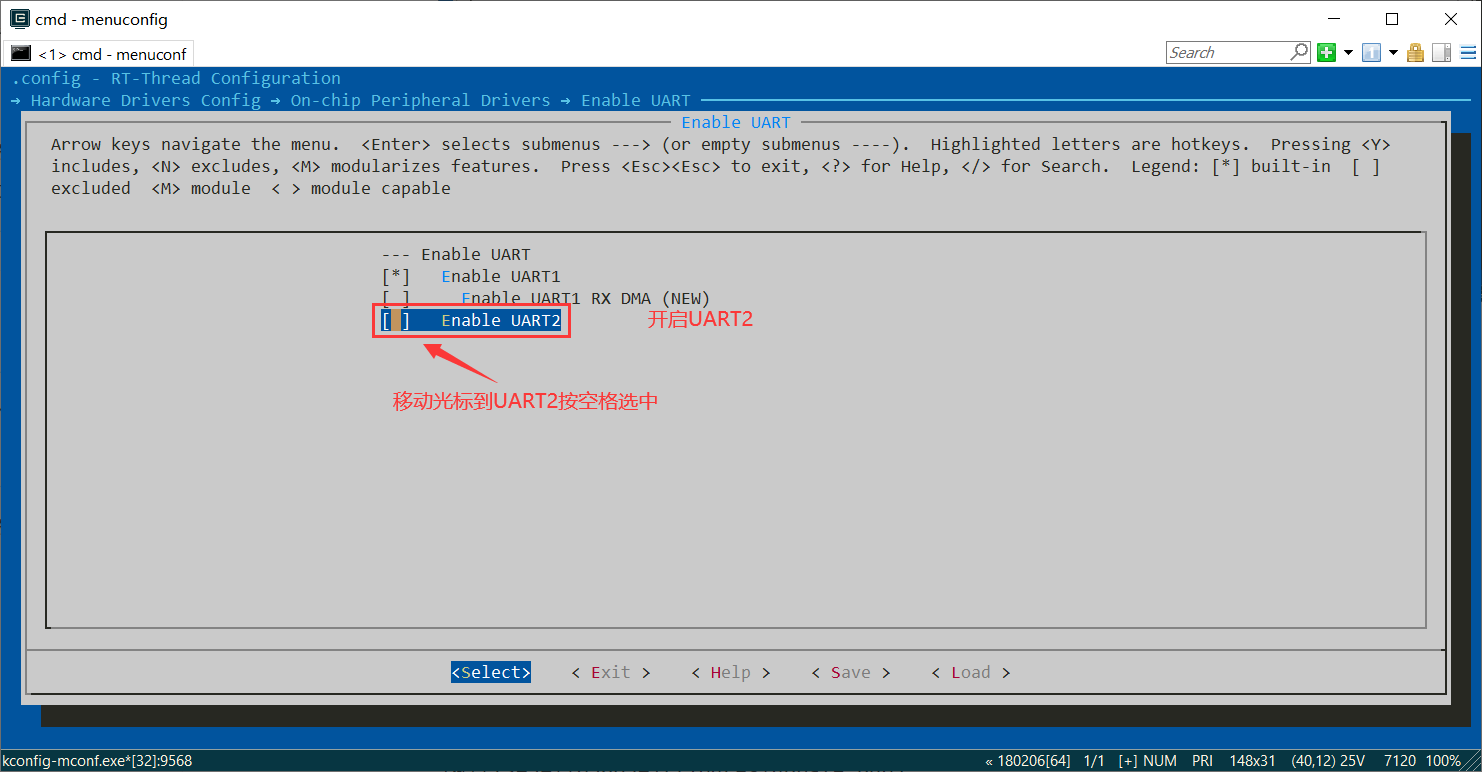 cmd - menuconfig
<1> cmd - menuconf
Search
.config - RT-Thread Configuration
→ Hardware Drivers Config → On-chip Peripheral Drivers → Enable UART
Enable UART
Arrow keys navigate the menu.  <Enter> selects submenus ---> (or empty submenus ----).  Highlighted letters are hotkeys.  Pressing <Y>
includes, <N> excludes, <M> modularizes features.  Press <Esc><Esc> to exit, <?> for Help, </> for Search.  Legend: [*] built-in  [ ]
excluded  <M> module  < > module capable
--- Enable UART
[*]   Enable UART1
[ ]     Enable UART1 RX DMA (NEW)
[ ]   Enable UART2
开启UART2
移动光标到UART2按空格选中
<Select>    < Exit >    < Help >    < Save >    < Load >
kconfig-mconf.exe*[32]:9568
« 180206[64]  1/1  [+] NUM  PRI  148x31  (40,12) 25V  7120  100%